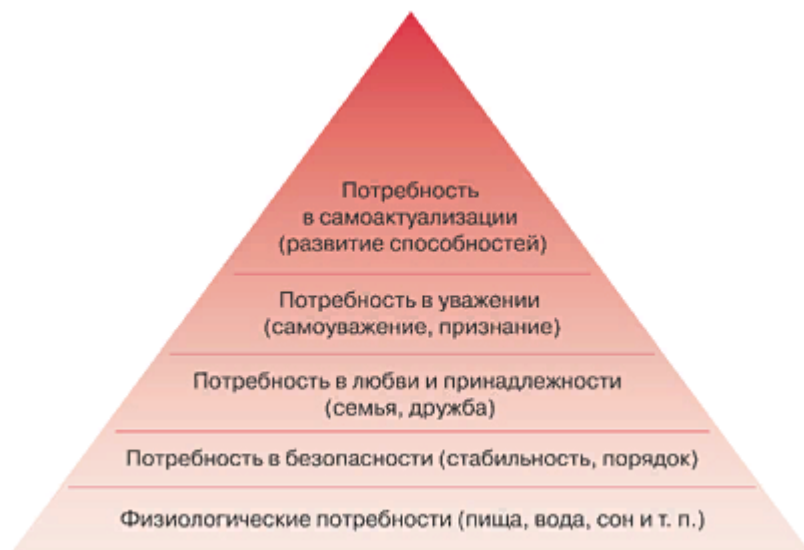 Потребность
в самоактуализации
(развитие способностей)
Потребность в уважении
(самоуважение, признание)
Потребность в любви и принадлежности
(семья, дружба)
Потребность в безопасности (стабильность, порядок)
Физиологические потребности (пища, вода, сон и т. п.)